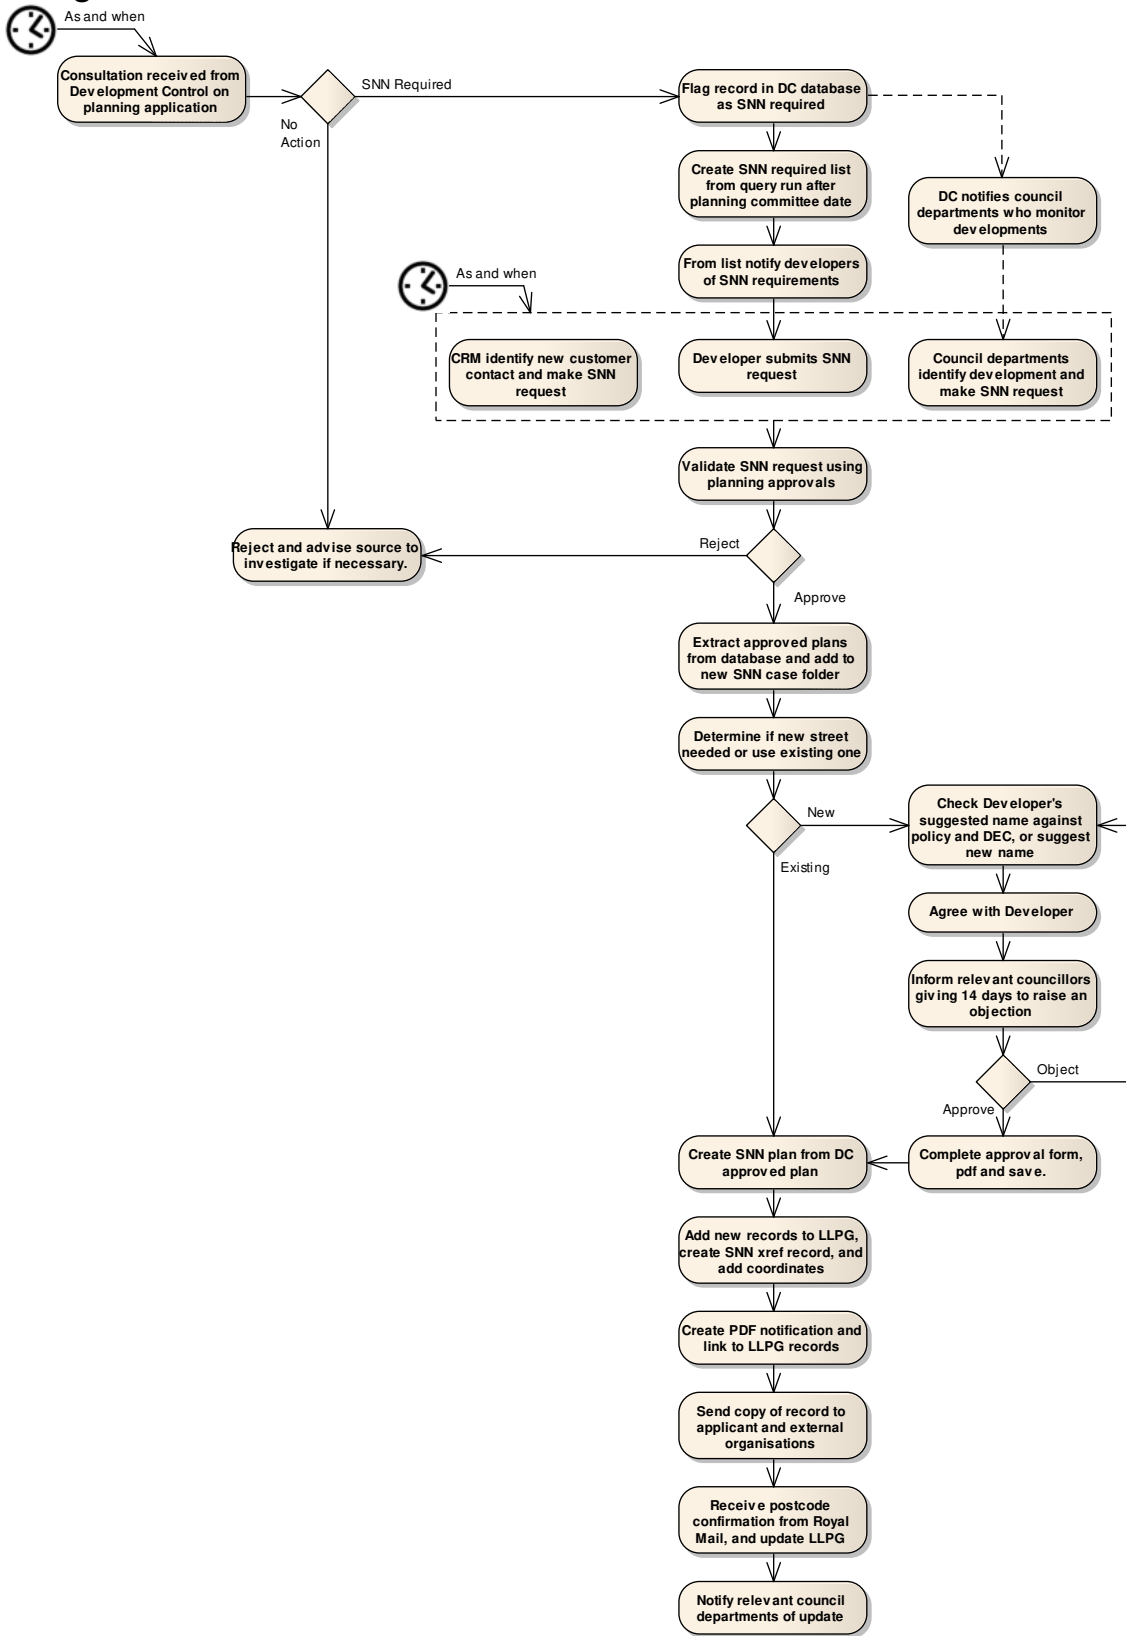 As and when
Consultation received from
Development Control on
planning application
SNN Required
No
Action
Flag record in DC database
as SNN required
Create SNN required list
from query run after
planning committee date
DC notifies council
departments who monitor
developments
From list notify developers
of SNN requirements
As and when
CRM identify new customer
contact and make SNN
request
Developer submits SNN
request
Council departments
identify development and
make SNN request
Validate SNN request using
planning approvals
Reject
Reject and advise source to
investigate if necessary.
Approve
Extract approved plans
from database and add to
new SNN case folder
Determine if new street
needed or use existing one
New
Existing
Check Developer's
suggested name against
policy and DEC, or suggest
new name
Agree with Developer
Inform relevant councillors
giving 14 days to raise an
objection
Object
Approve
Complete approval form,
pdf and save.
Create SNN plan from DC
approved plan
Add new records to LLPG,
create SNN xref record, and
add coordinates
Create PDF notification and
link to LLPG records
Send copy of record to
applicant and external
organisations
Receive postcode
confirmation from Royal
Mail, and update LLPG
Notify relevant council
departments of update